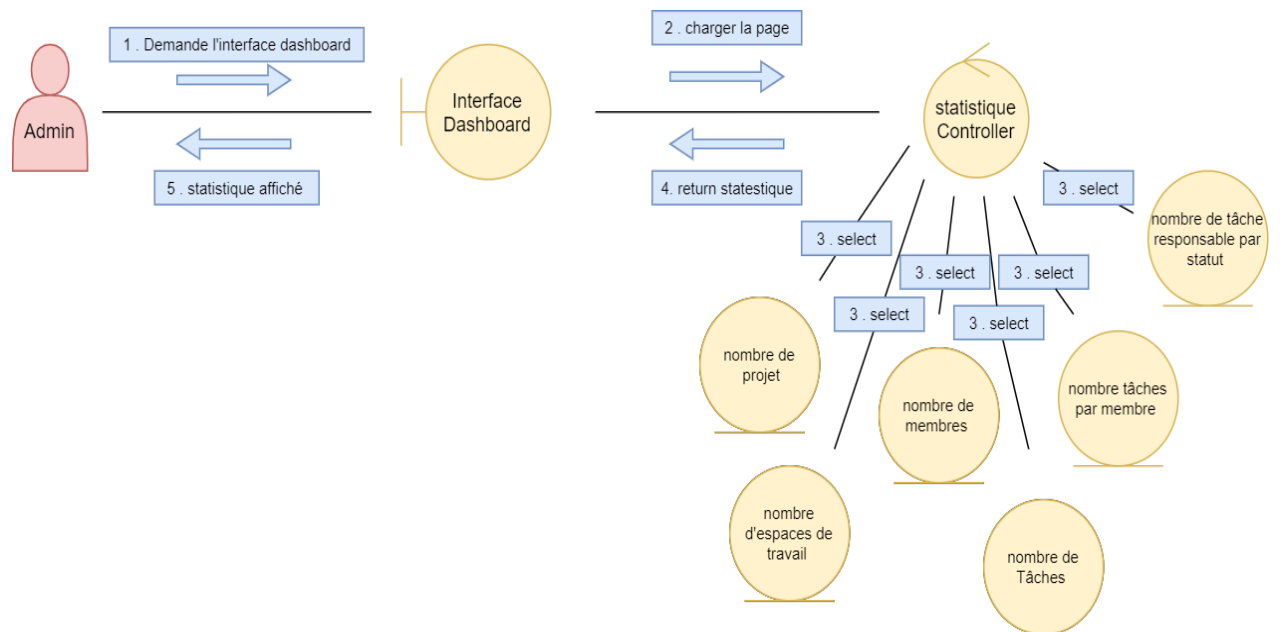 2 . charger la page
1 . Demande l'interface dashboard
Admin
Interface
Dashboard
statistique
Controller
5 . statistique affiché
4. return statestique
3 . select
nombre de tâche
responsable par
statut
3 . select
3 . select
3 . select
3 . select
3 . select
nombre de
projet
nombre de
membres
nombre tâches
par membre
nombre
d'espaces de
travail
nombre de
Tâches